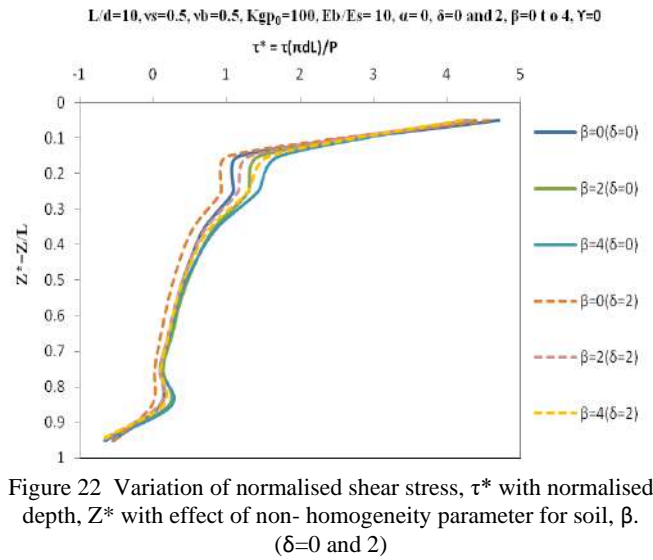 L/d=10, νs=0.5, νb=0.5, Kgp₀=100, Eb/Es= 10, α= 0, δ=0 and 2, β=0 t o 4, ϒ=0
τ* = τ(πdL)/P
-1 0 1 2 3 4 5
0
0.1
0.2
0.3
0.4
0.5
0.6
0.7
0.8
0.9
1
Z*=Z/L
β=0(δ=0)
β=2(δ=0)
β=4(δ=0)
β=0(δ=2)
β=2(δ=2)
β=4(δ=2)
Figure 22 Variation of normalised shear stress, τ* with normalised
depth, Z* with effect of non- homogeneity parameter for soil, β.
(δ=0 and 2)